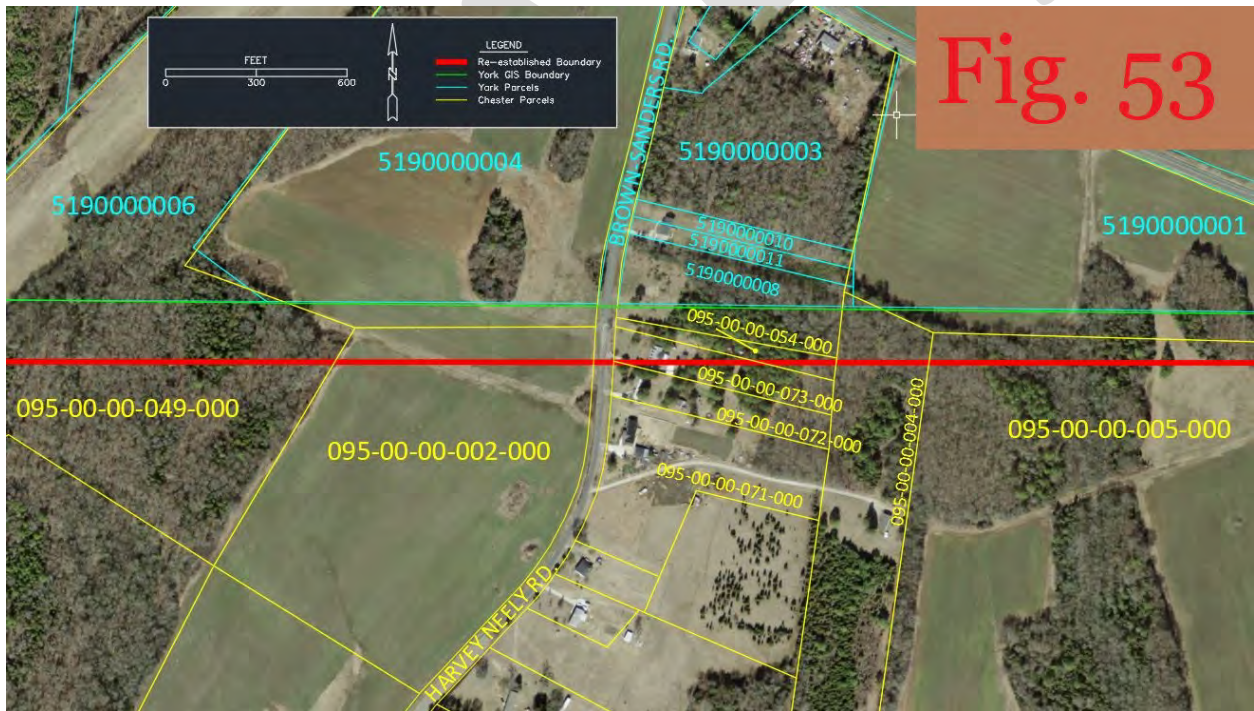 FEET
0 300 600
N
LEGEND
Re-established Boundary
York GIS Boundary
York Parcels
Chester Parcels
Fig. 53
BROWN-SANDERS RD.
5190000003
5190000004
5190000006
5190000001
5190000010
5190000011
5190000008
095-00-00-054-000
095-00-00-073-000
095-00-00-049-000
095-00-00-072-000
095-00-00-005-000
095-00-00-002-000
095-00-00-004-000
095-00-00-071-000
HARVEY NEELY RD.